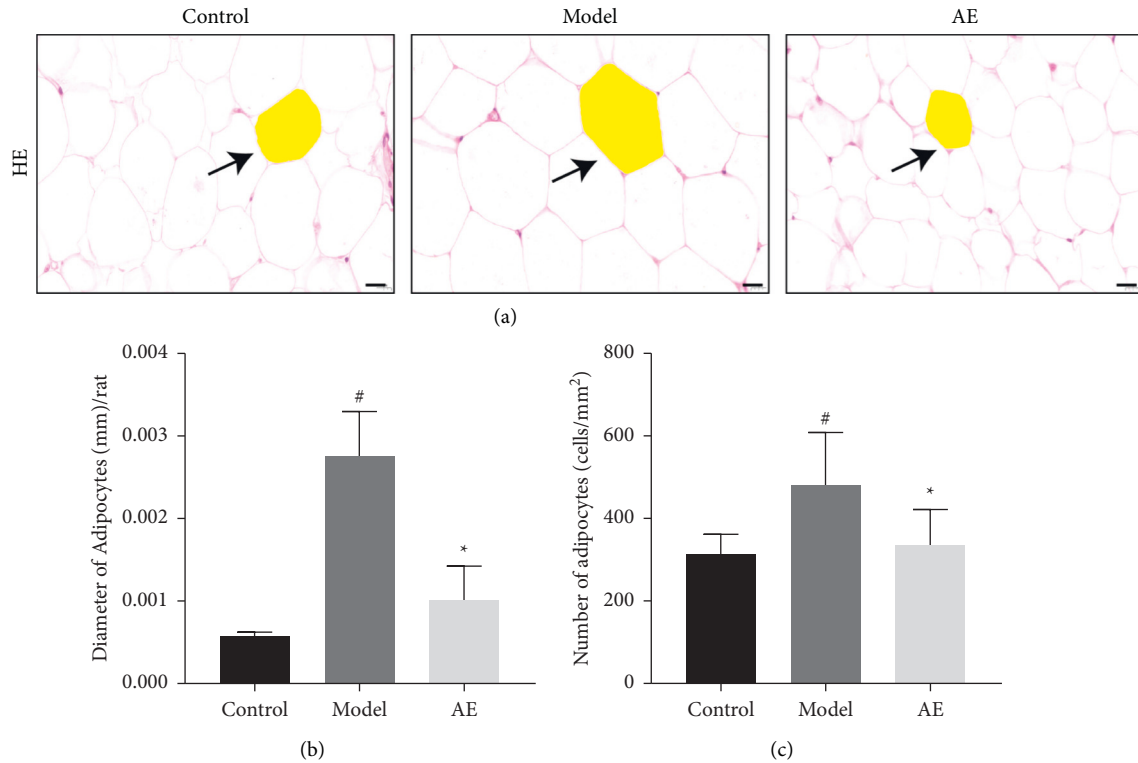 Control
Model
AE
HE
(a)
Diameter of Adipocytes (mm)/rat
0.004
0.003
0.002
0.001
0.000
#
*
Control
Model
AE
(b)
Number of adipocytes (cells/mm²)
800
600
400
200
0
#
*
Control
Model
AE
(c)